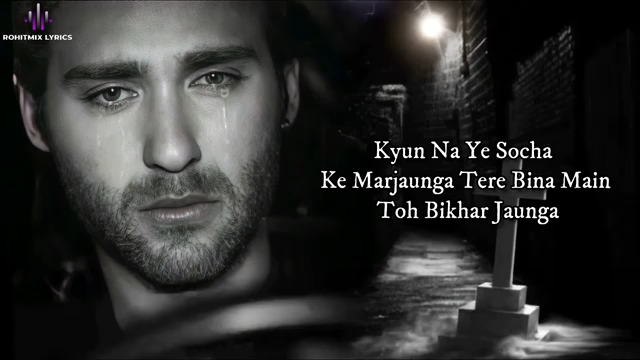 ROHITMIX LYRICS
Kyun Na Ye Socha
Ke Marjaunga Tere Bina Main
Toh Bikhar Jaunga